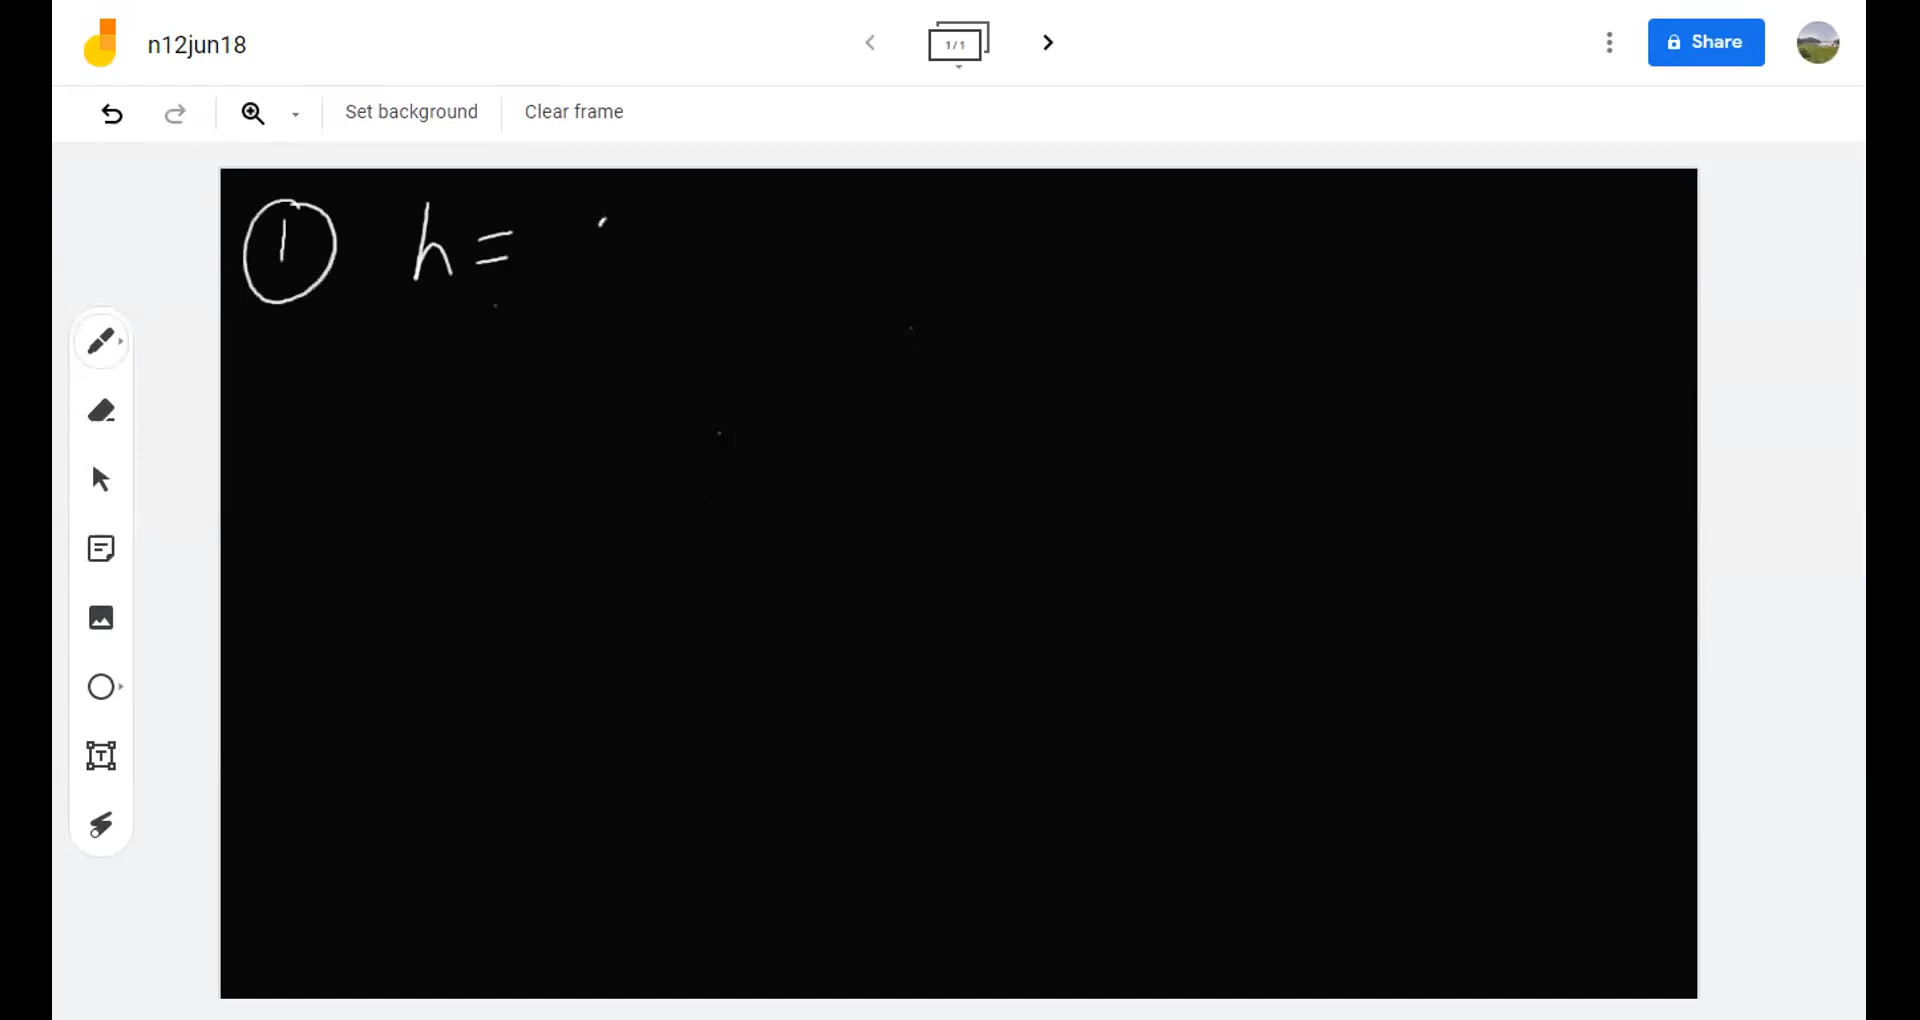 n12jun18
1/1
Share
Set background
Clear frame
① h =